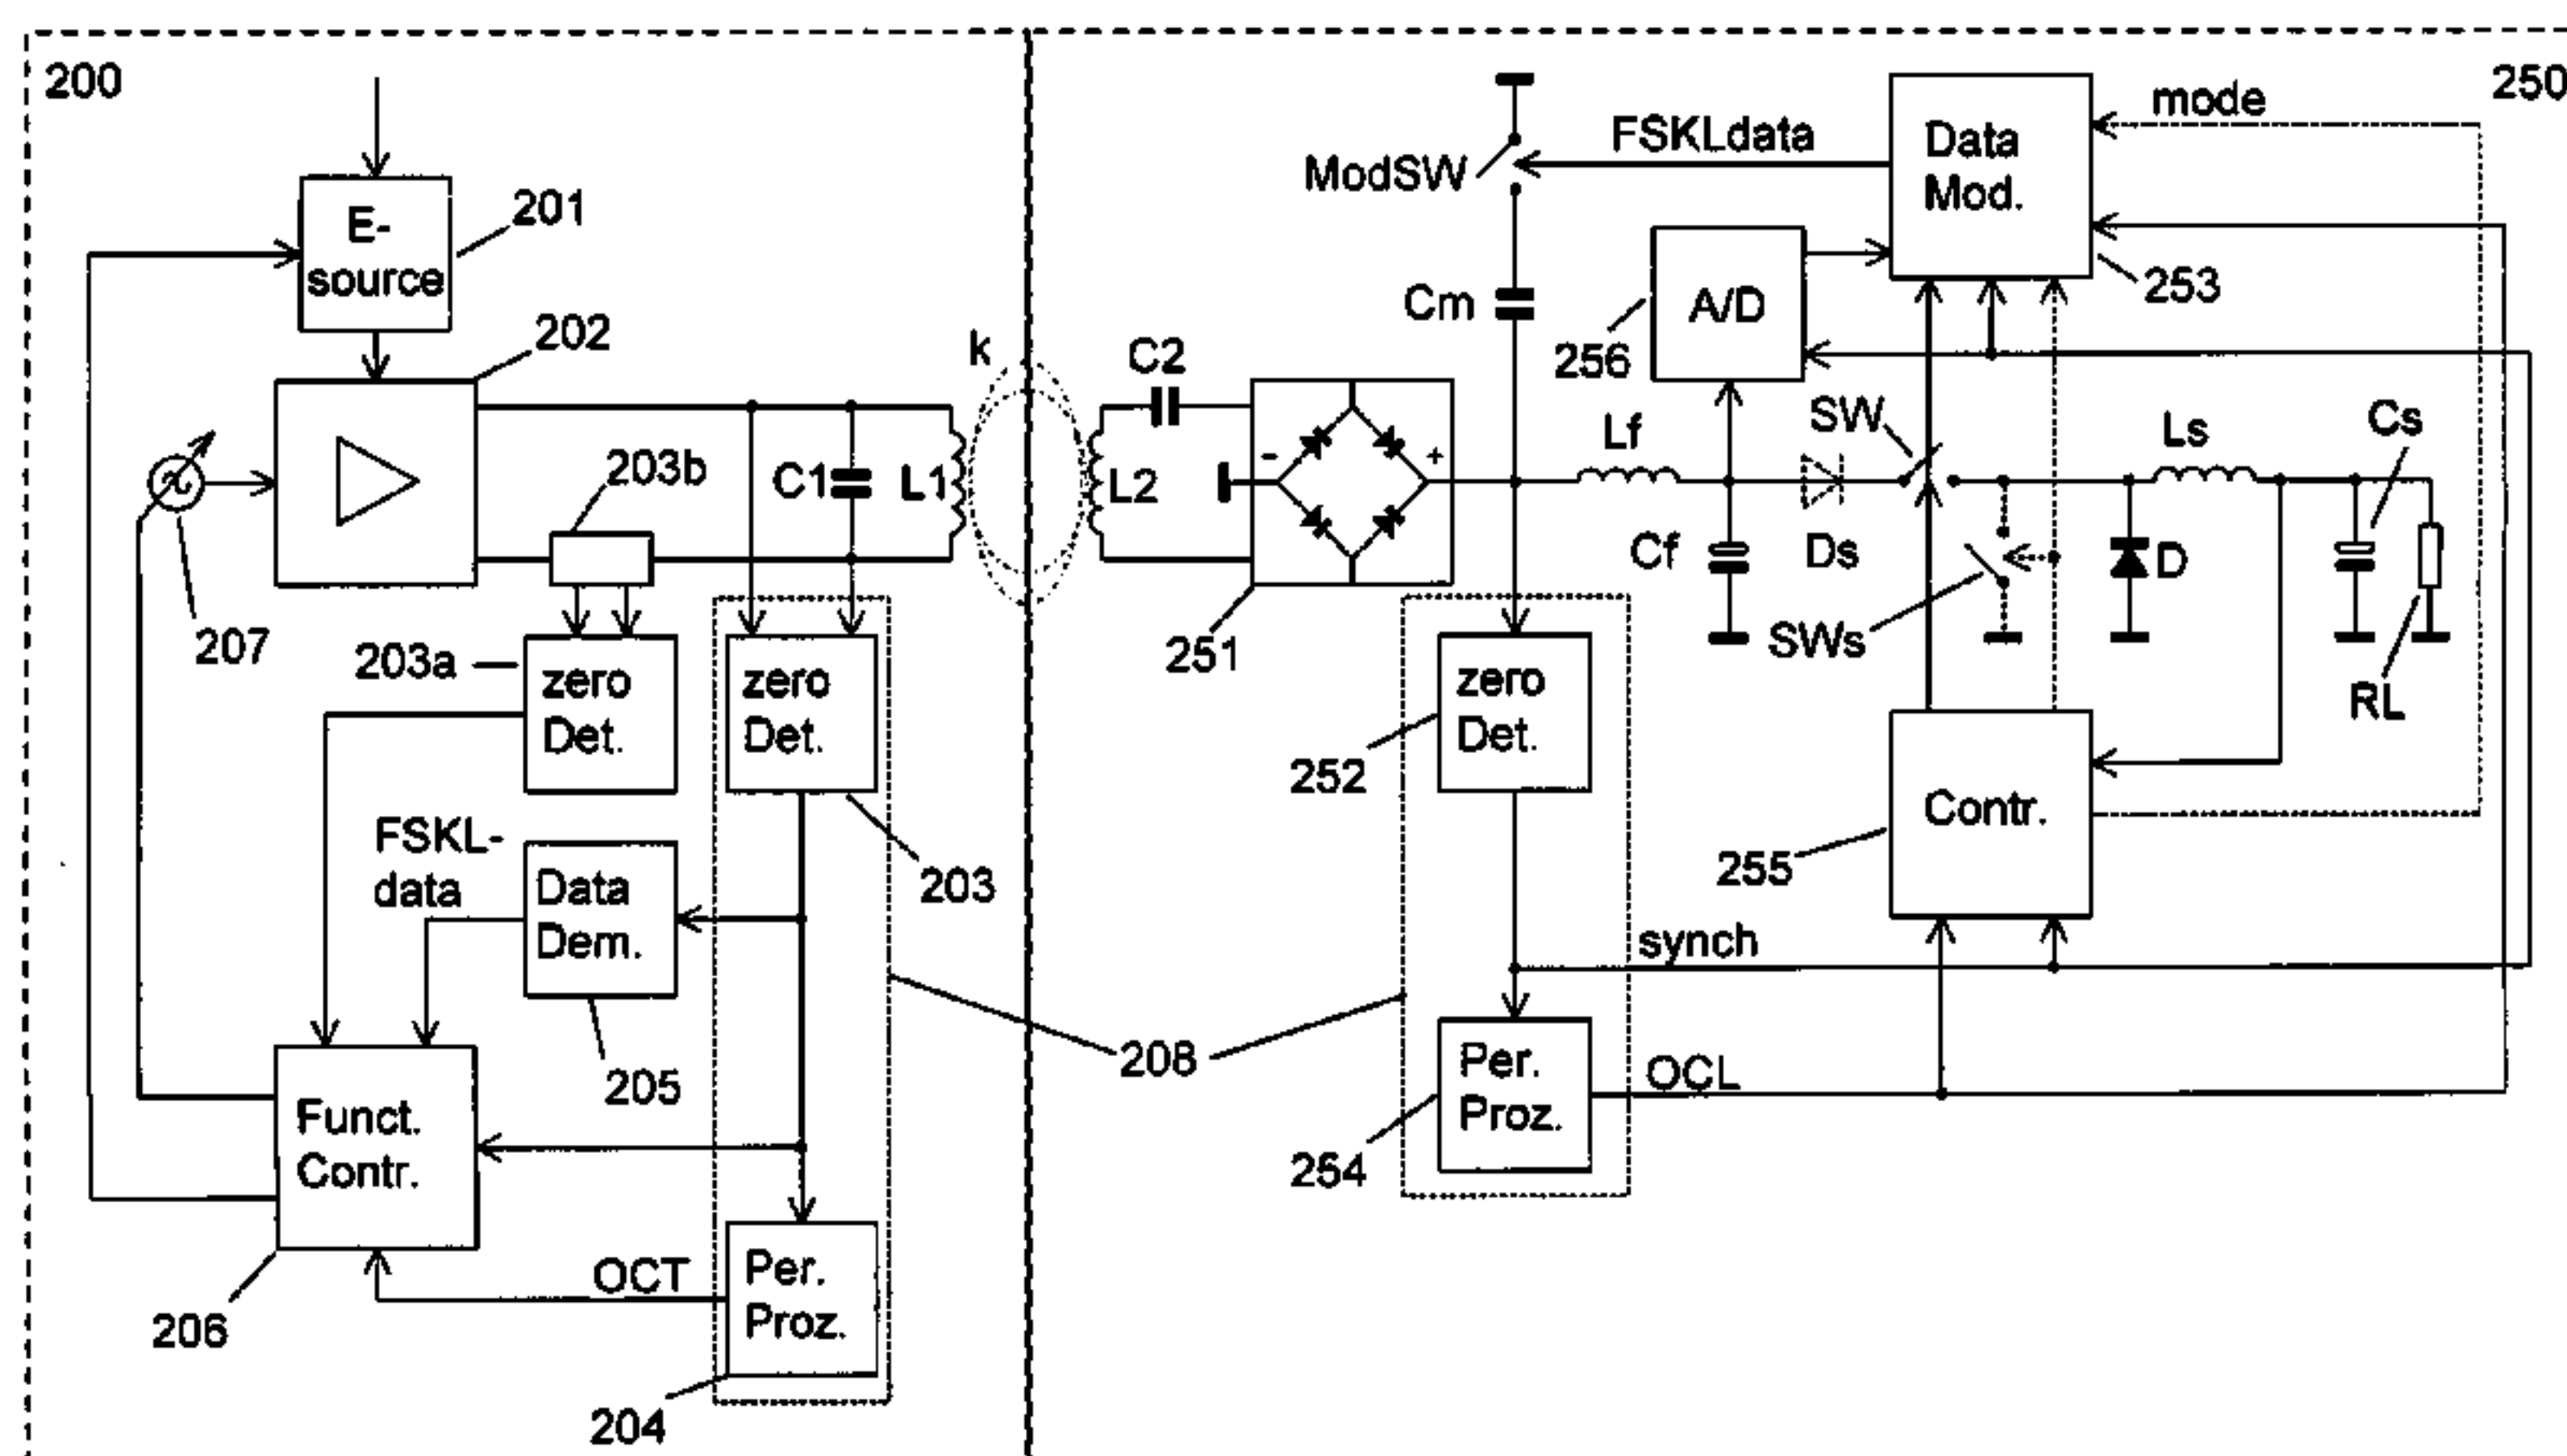 200
E-
source
201
202
207
203b
C1
L1
k
203a
zero
Det.
zero
Det.
203
FSKL-
data
Data
Dem.
205
Funct.
Contr.
206
OCT
Per.
Proz.
204
208
250
mode
Data
Mod.
253
FSKLdata
ModSW
Cm
A/D
256
C2
L2
-
+
251
Lf
Cf
Ds
SW
SWs
D
Ls
Cs
RL
zero
Det.
252
Contr.
255
synch
Per.
Proz.
254
OCL